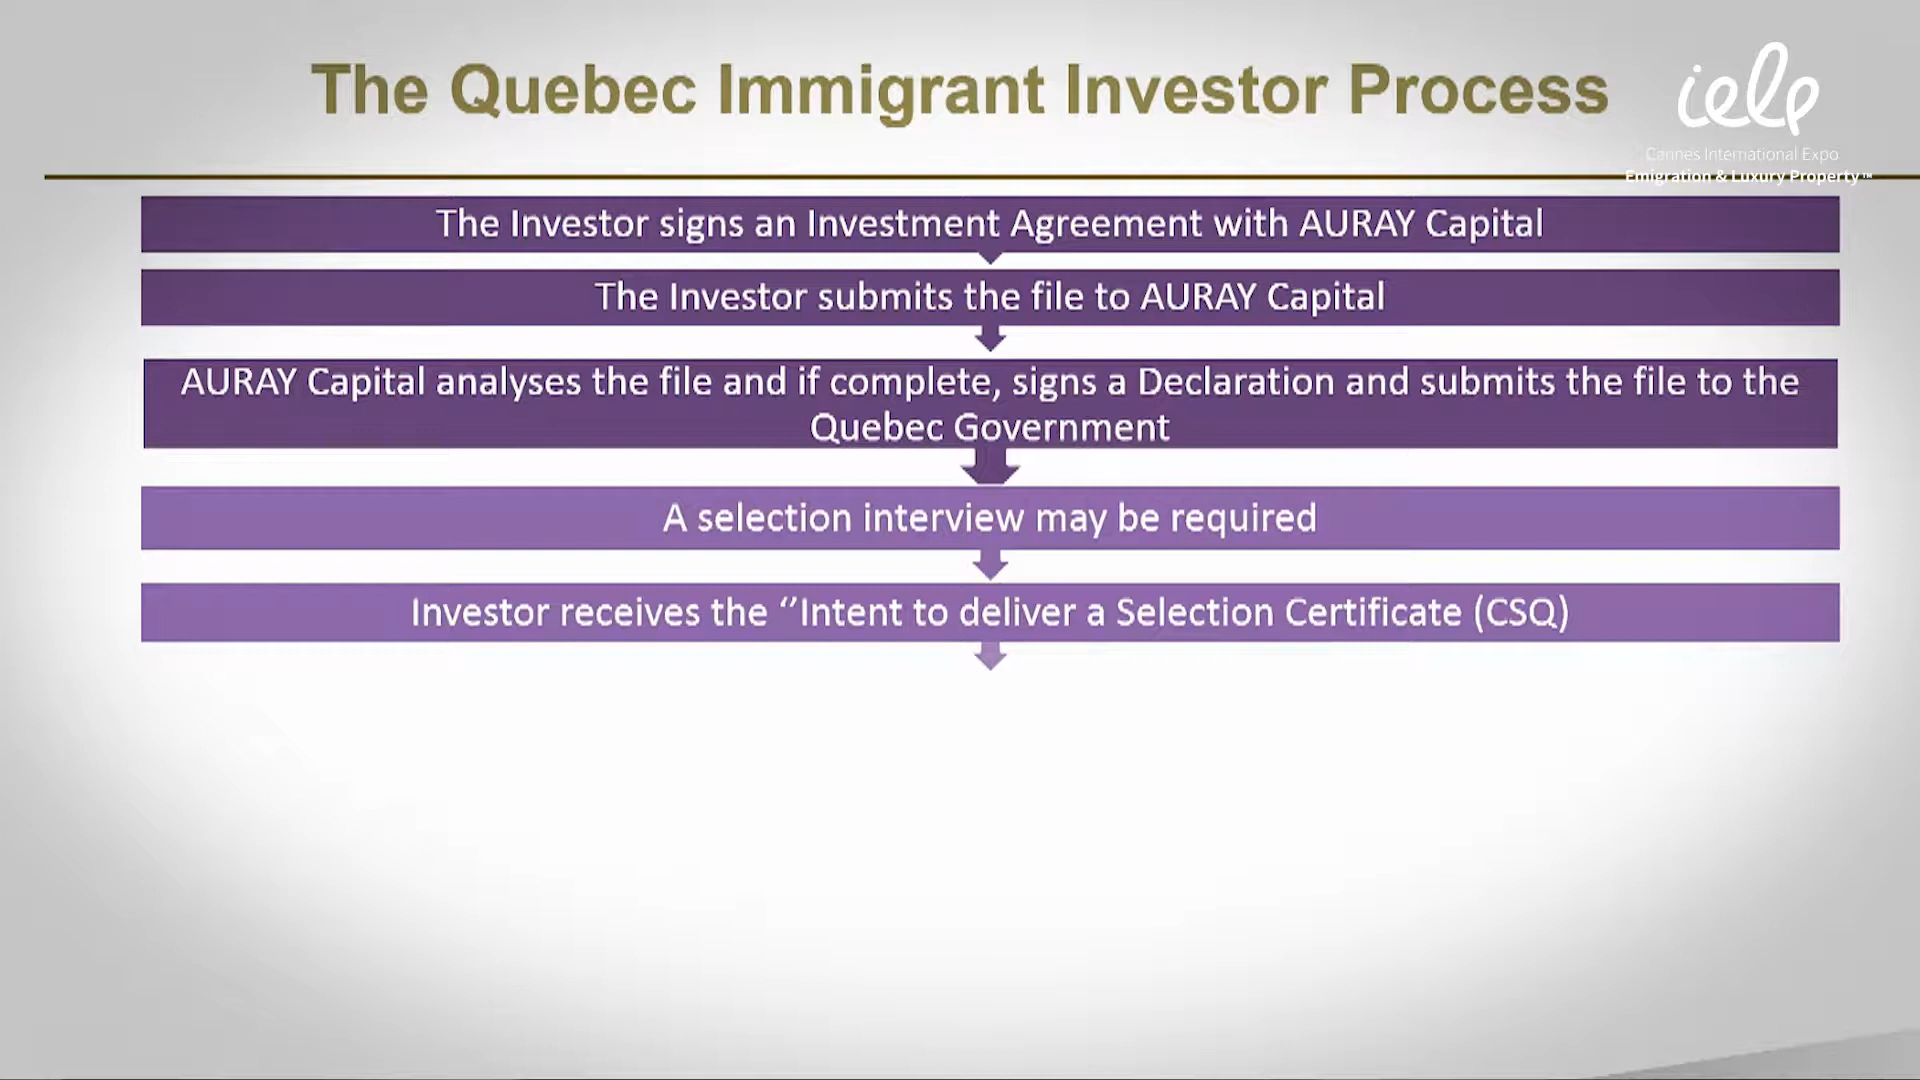 The Quebec Immigrant Investor Process
ielp
Cannes International Expo
Emigration & Luxury Property™
The Investor signs an Investment Agreement with AURAY Capital
The Investor submits the file to AURAY Capital
AURAY Capital analyses the file and if complete, signs a Declaration and submits the file to the
Quebec Government
A selection interview may be required
Investor receives the ‘’Intent to deliver a Selection Certificate (CSQ)